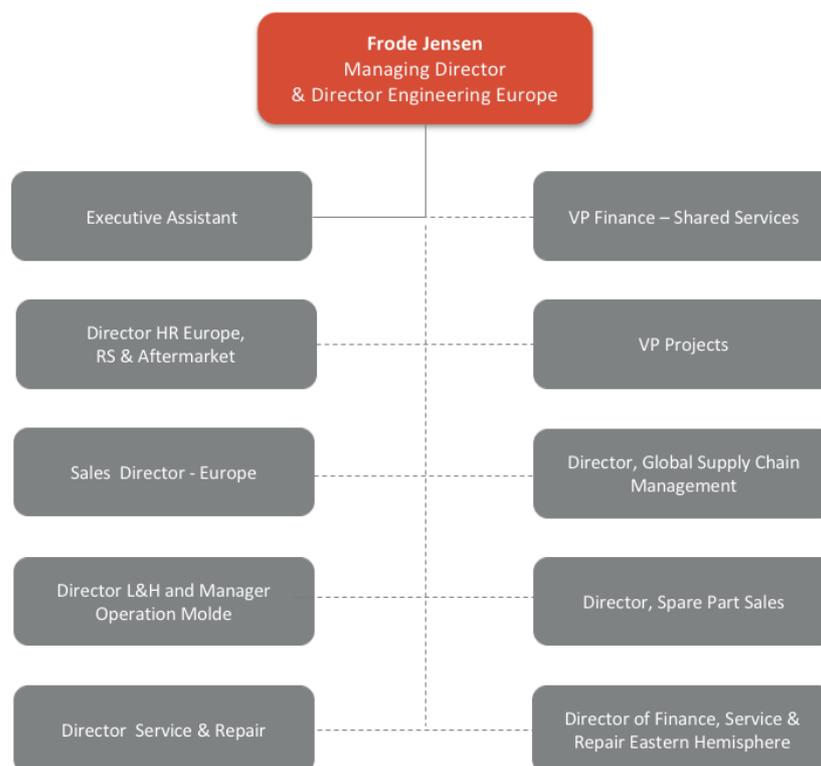 Frode Jensen
Managing Director
& Director Engineering Europe
Executive Assistant
VP Finance – Shared Services
Director HR Europe,
RS & Aftermarket
VP Projects
Sales Director - Europe
Director, Global Supply Chain
Management
Director L&H and Manager
Operation Molde
Director, Spare Part Sales
Director Service & Repair
Director of Finance, Service &
Repair Eastern Hemisphere